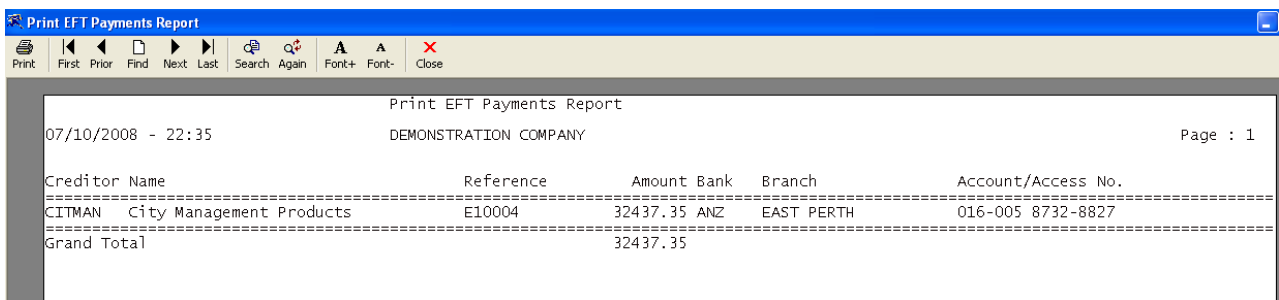 Print EFT Payments Report
Print First Prior Find Next Last Search Again Font+ Font- Close
Print EFT Payments Report
07/10/2008 - 22:35 DEMONSTRATION COMPANY Page : 1
Creditor Name Reference Amount Bank Branch Account/Access No.
CITMAN City Management Products E10004 32437.35 ANZ EAST PERTH 016-005 8732-8827
Grand Total 32437.35